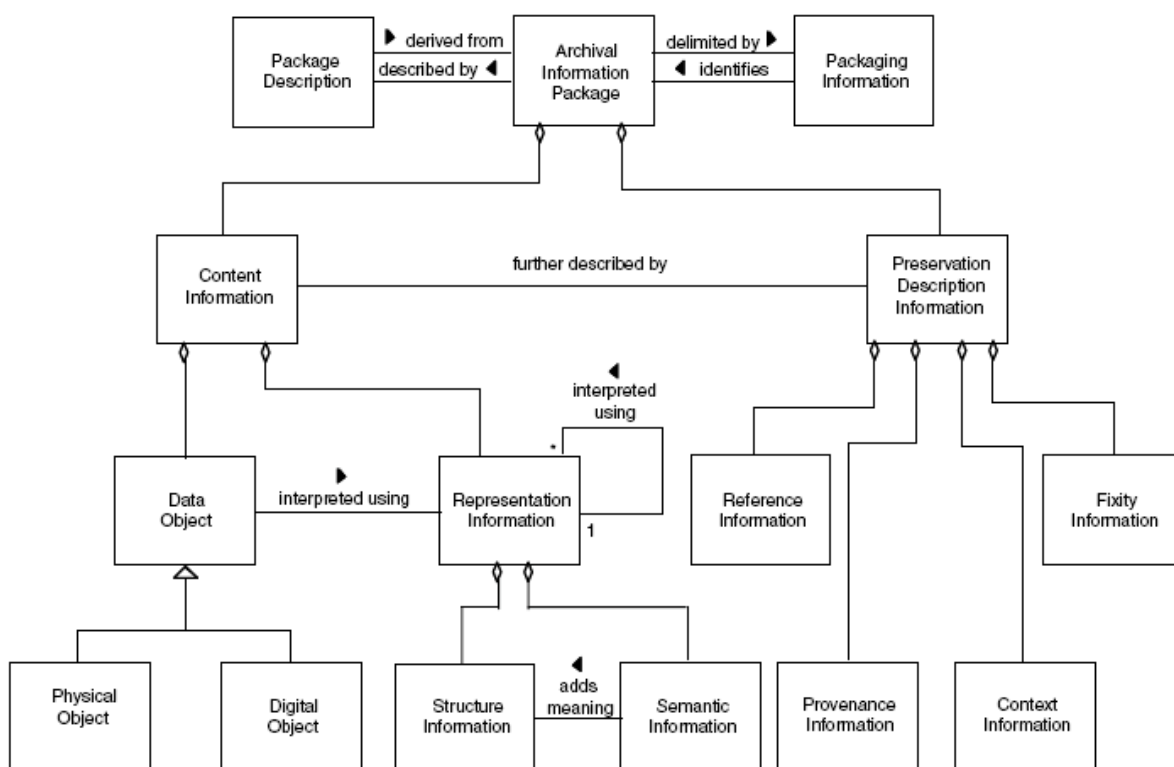 Package
Description
▶ derived from
described by ◀
Archival
Information
Package
delimited by ▶
◀ identifies
Packaging
Information
Content
Information
further described by
Preservation
Description
Information
◀
interpreted
using
*
1
Data
Object
▶
interpreted using
Representation
Information
Reference
Information
Fixity
Information
Physical
Object
Digital
Object
Structure
Information
◀
adds
meaning
Semantic
Information
Provenance
Information
Context
Information